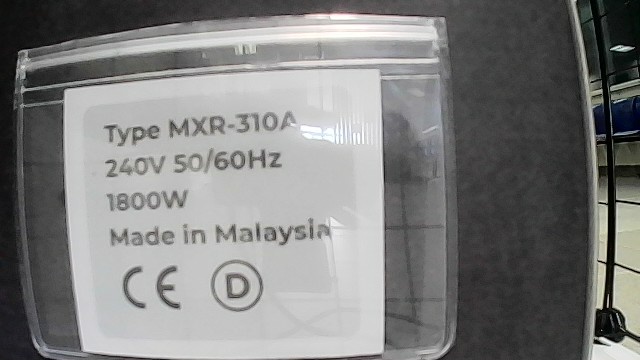 Type MXR-310A
240V 50/60Hz
1800W
Made in Malaysia
CE D